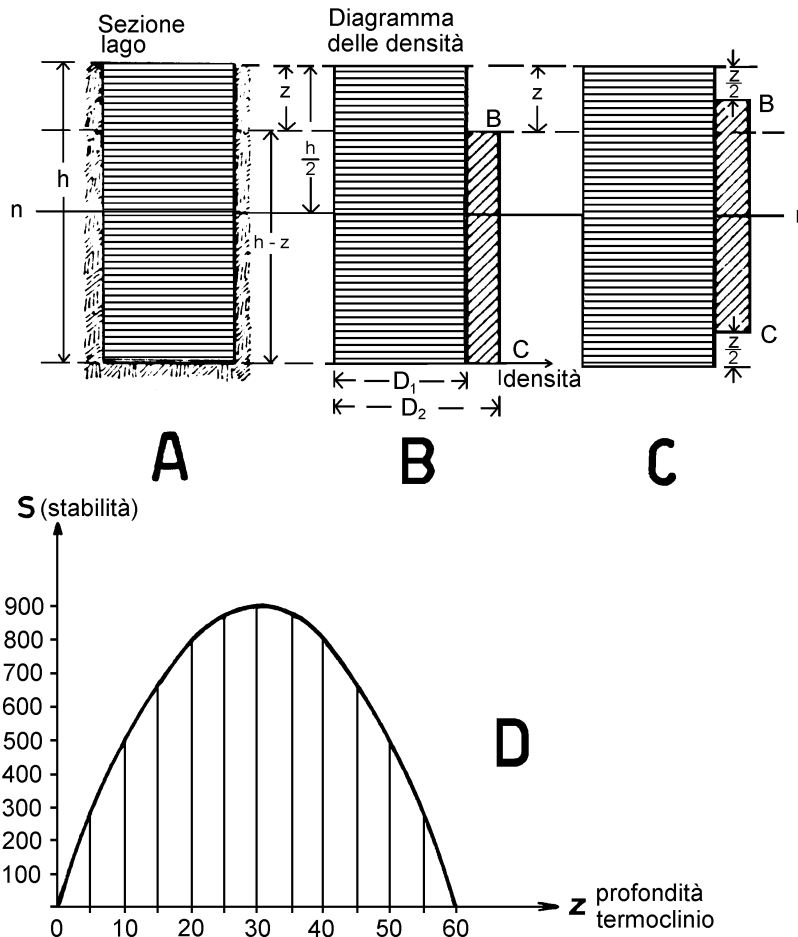 Sezione
lago
Diagramma
delle densità
z
h
n
h - z
h/2
B
C
D₁
D₂
densità
z
z/2
B
C
z/2
A
B
C
S (stabilità)
900
800
700
600
500
400
300
200
100
0 10 20 30 40 50 60
z profondità
termoclinio
D